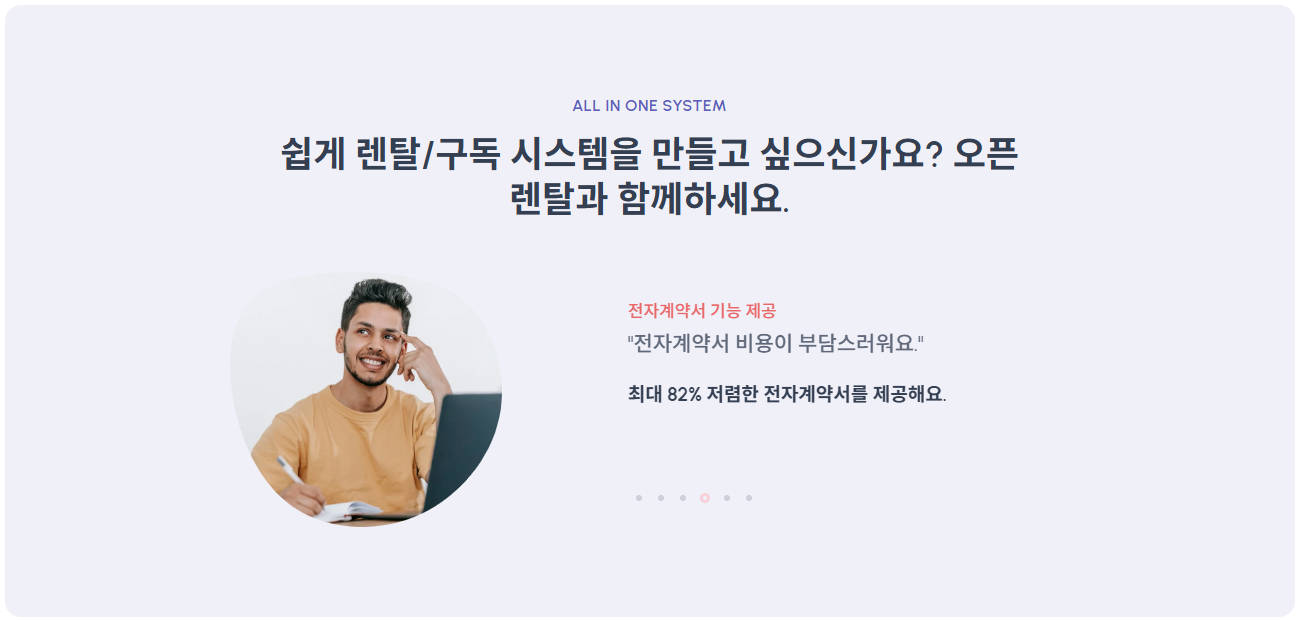 ALL IN ONE SYSTEM
쉽게 렌탈/구독 시스템을 만들고 싶으신가요? 오픈
렌탈과 함께하세요.
전자계약서 기능 제공
"전자계약서 비용이 부담스러워요."
최대 82% 저렴한 전자계약서를 제공해요.